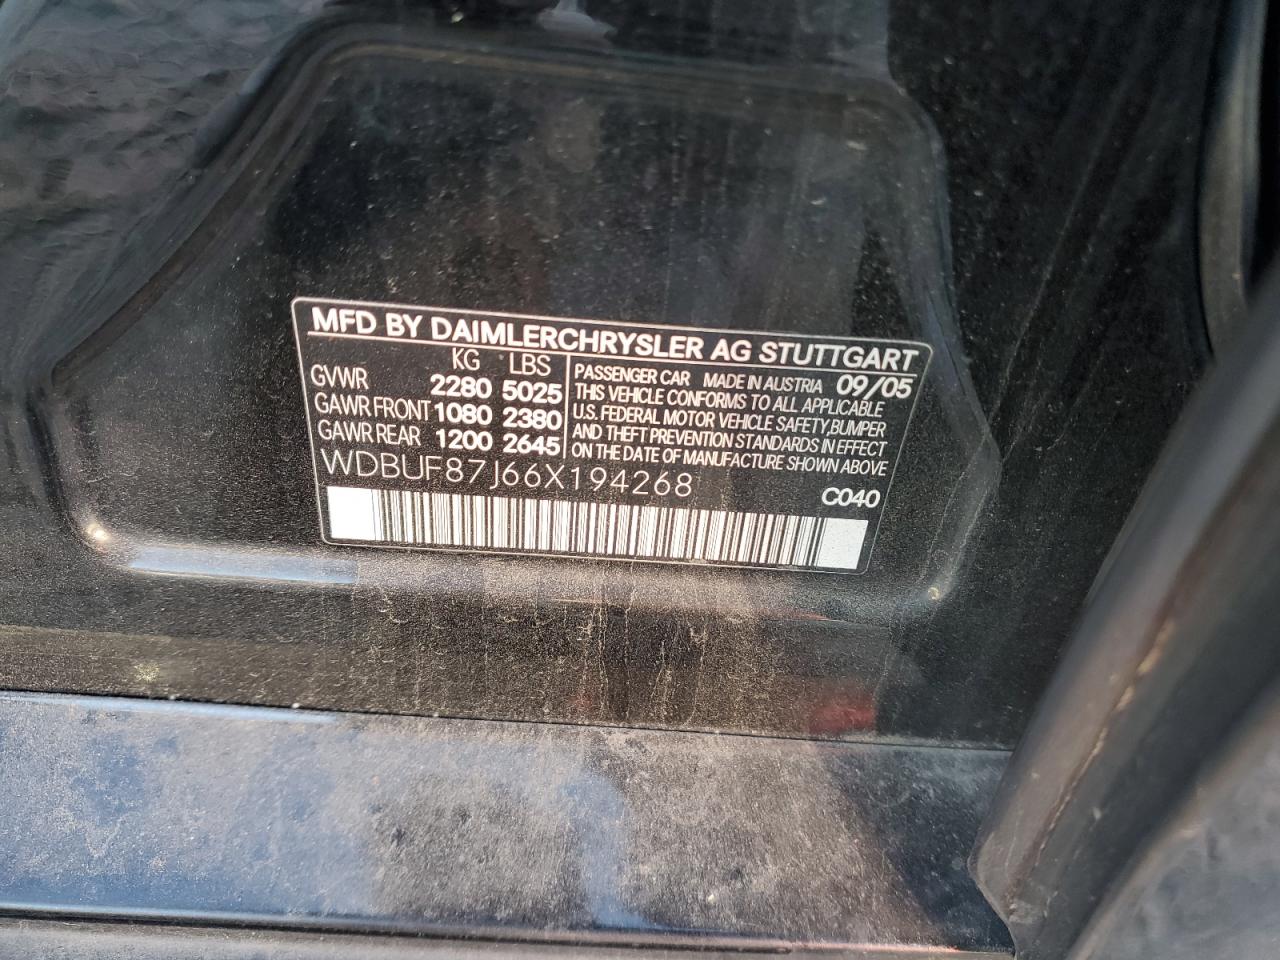 MFD BY DAIMLERCHRYSLER AG STUTTGART
KG LBS
GVWR 2280 5025
GAWR FRONT 1080 2380
GAWR REAR 1200 2645
PASSENGER CAR MADE IN AUSTRIA 09/05
THIS VEHICLE CONFORMS TO ALL APPLICABLE
U.S. FEDERAL MOTOR VEHICLE SAFETY,BUMPER
AND THEFT PREVENTION STANDARDS IN EFFECT
ON THE DATE OF MANUFACTURE SHOWN ABOVE
WDBUF87J66X194268
C040